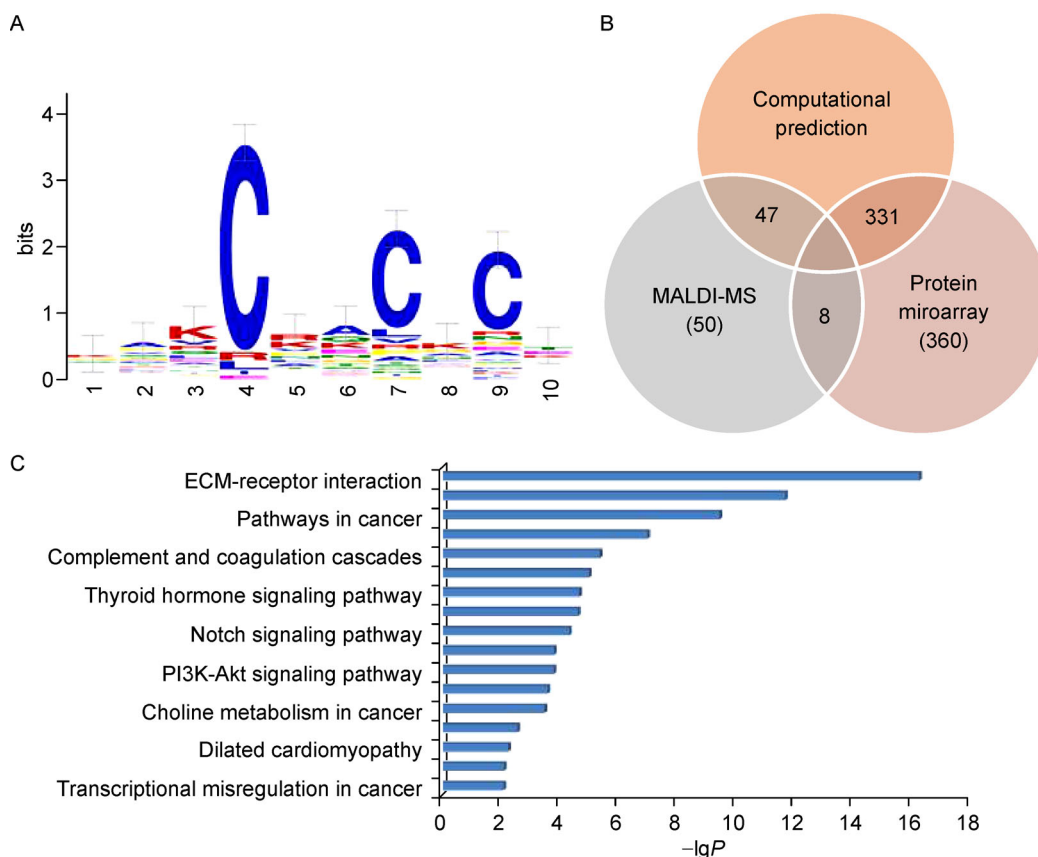 A
bits
4
3
2
1
0
C
C
C
1 2 3 4 5 6 7 8 9 10
B
Computational
prediction
47
331
MALDI-MS
(50)
8
Protein
miroarray
(360)
C
ECM-receptor interaction
Pathways in cancer
Complement and coagulation cascades
Thyroid hormone signaling pathway
Notch signaling pathway
PI3K-Akt signaling pathway
Choline metabolism in cancer
Dilated cardiomyopathy
Transcriptional misregulation in cancer
0 2 4 6 8 10 12 14 16 18
–lgP